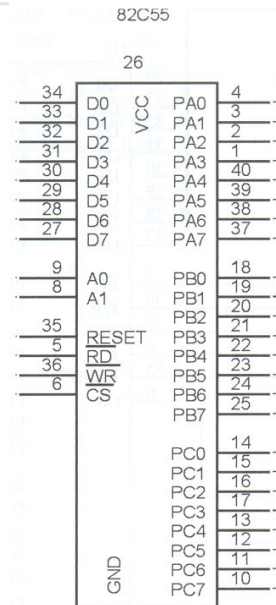 82C55
26
VCC
34 D0 PA0 4
33 D1 PA1 3
32 D2 PA2 2
31 D3 PA3 1
30 D4 PA4 40
29 D5 PA5 39
28 D6 PA6 38
27 D7 PA7 37
9 A0 PB0 18
8 A1 PB1 19
PB2 20
35 RESET PB3 21
5 RD PB4 22
36 WR PB5 23
6 CS PB6 24
PB7 25
PC0 14
PC1 15
PC2 16
PC3 17
PC4 13
PC5 12
PC6 11
PC7 10
GND